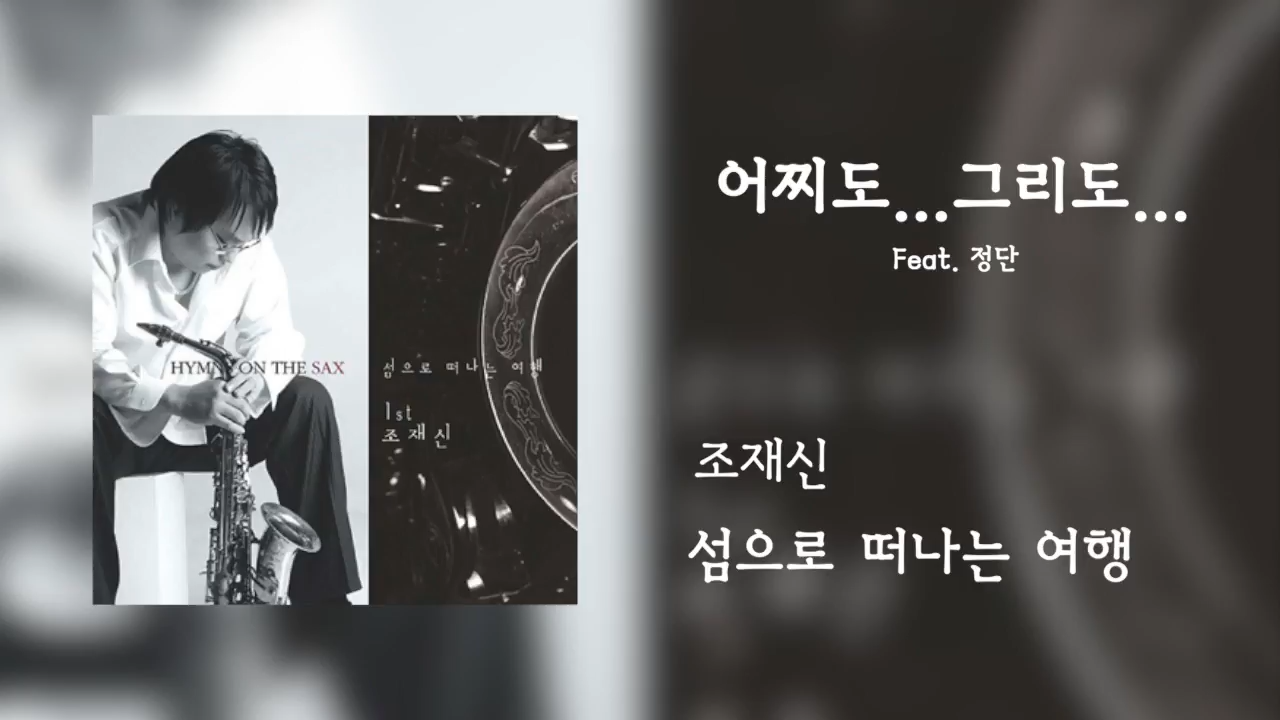 HYMN ON THE SAX
섬으로 떠나는 여행
1st
조재신
어찌도...그리도...
Feat. 정단
조재신
섬으로 떠나는 여행